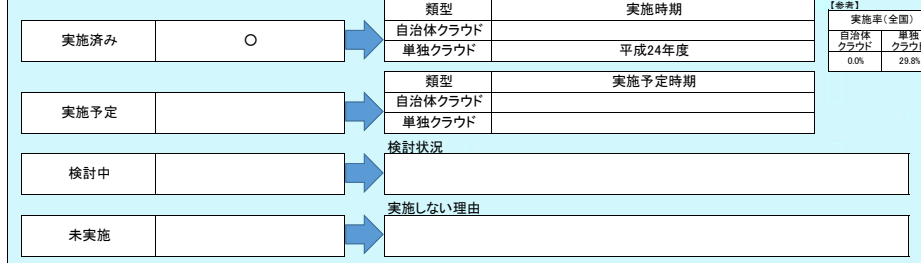 類型 実施時期
実施済み ○ 自治体クラウド
単独クラウド 平成24年度
【参考】
実施率(全国)
自治体クラウド 単独クラウド
0.0% 29.8%
類型 実施予定時期
実施予定 自治体クラウド
単独クラウド
検討状況
検討中
実施しない理由
未実施